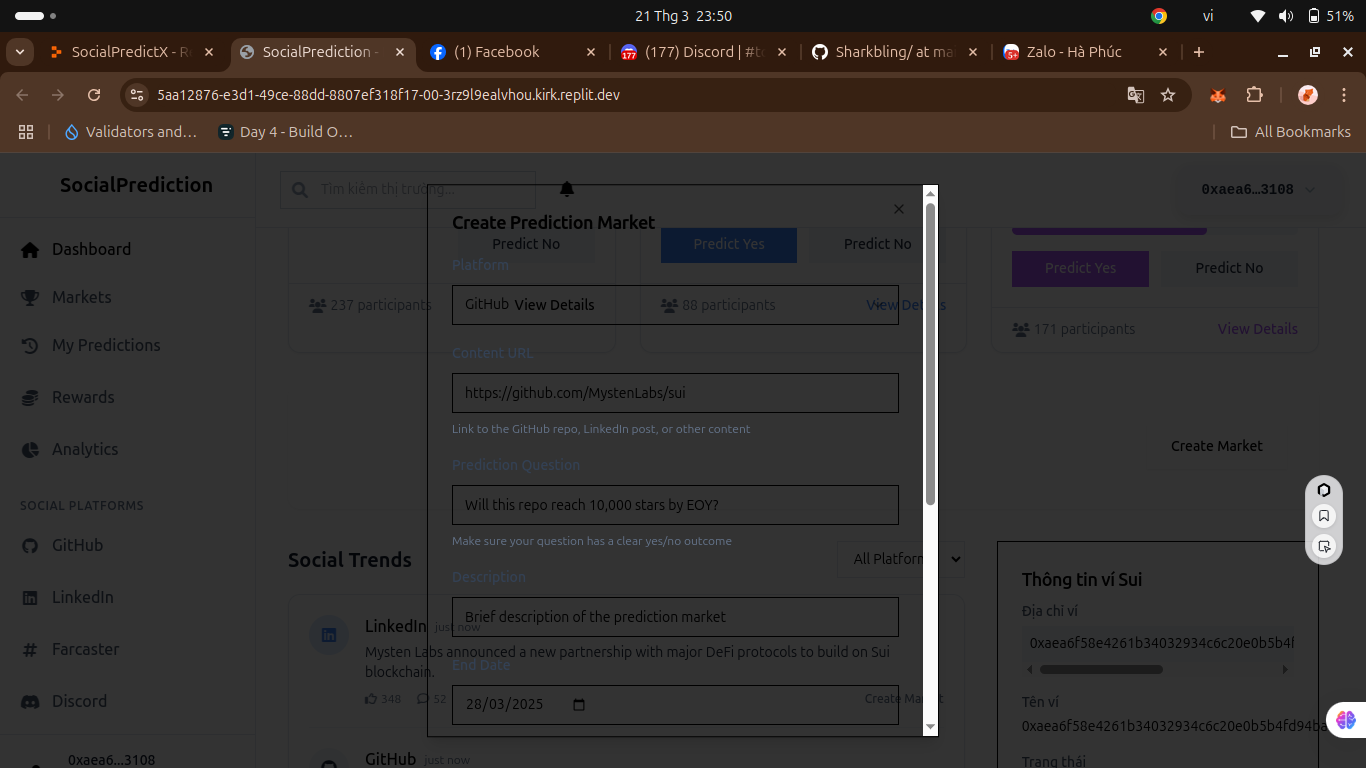 21 Thg 3 23:50
vi
51%
SocialPredictX - Re
SocialPrediction -
(1) Facebook
(177) Discord | #to
Sharkbling/ at mai
Zalo - Hà Phúc
5aa12876-e3d1-49ce-88dd-8807ef318f17-00-3rz9l9ealvhou.kirk.replit.dev
Validators and…
Day 4 - Build O…
All Bookmarks
SocialPrediction
Tìm kiếm thị trường...
0xaea6...3108
Dashboard
Markets
My Predictions
Rewards
Analytics
SOCIAL PLATFORMS
GitHub
LinkedIn
Farcaster
Discord
0xaea6...3108
Predict No
Predict Yes
Predict No
Predict Yes
Predict No
237 participants
View Details
88 participants
View Details
171 participants
View Details
Create Market
Create Prediction Market
Platform
GitHub
Content URL
https://github.com/MystenLabs/sui
Link to the GitHub repo, LinkedIn post, or other content
Prediction Question
Will this repo reach 10,000 stars by EOY?
Make sure your question has a clear yes/no outcome
Description
Brief description of the prediction market
End Date
28/03/2025
Social Trends
All Platforms
LinkedIn just now
Mysten Labs announced a new partnership with major DeFi protocols to build on Sui
blockchain.
348
52
Create Market
GitHub just now
Thông tin ví Sui
Địa chỉ ví
0xaea6f58e4261b34032934c6c20e0b5b4f
Tên ví
0xaea6f58e4261b34032934c6c20e0b5b4fd94ba
Trạng thái